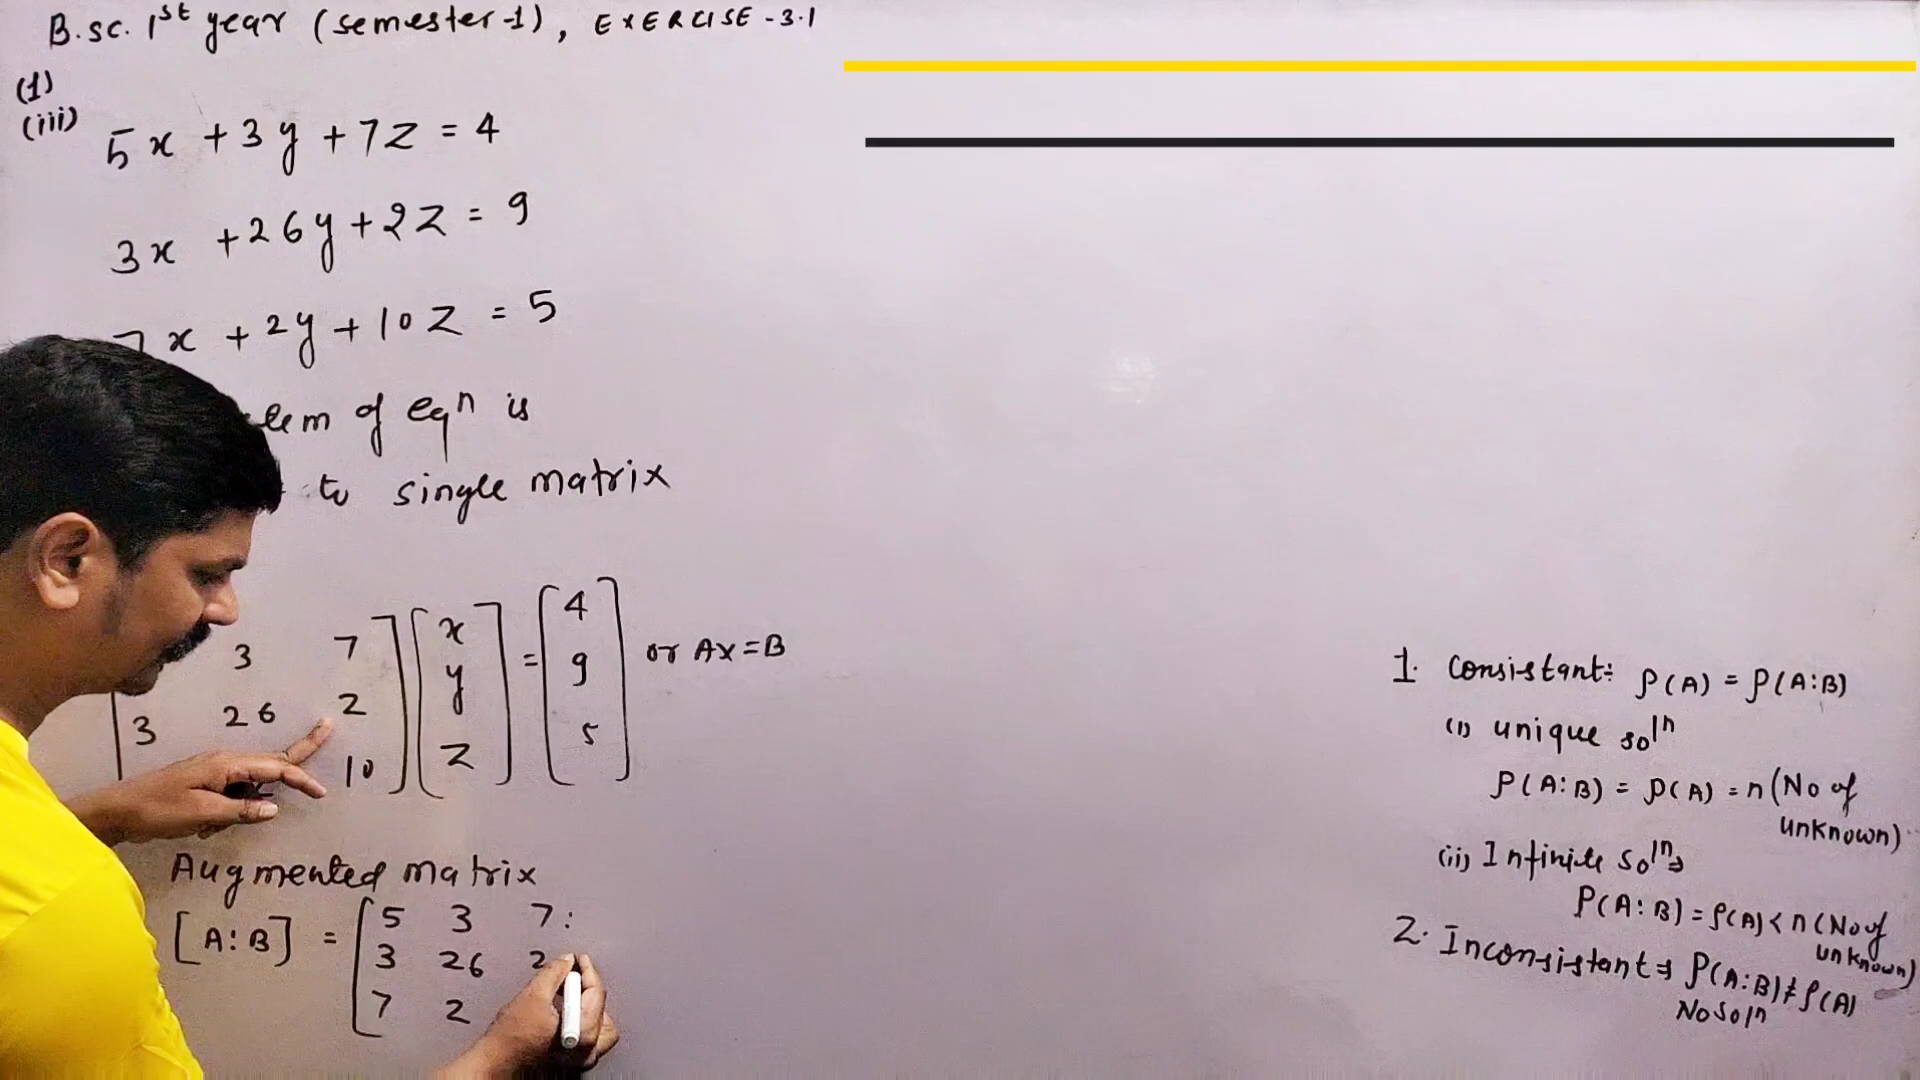 B.sc. 1st year (semester-1), EXERCISE-3.1
(1)
(iii)
5x + 3y + 7z = 4
3x + 26y + 2z = 9
7x + 2y + 10z = 5
of eqn is
to single matrix
3 7 x 4
3 26 2 y = 9 or AX = B
10 z 5
Augmented matrix
[A:B] = [5 3 7:
3 26 2
7 2
1. Consistant: ρ(A) = ρ(A:B)
(i) unique soln
ρ(A:B) = ρ(A) = n (No of
unknown)
(ii) Infinite soln⇒
ρ(A:B) = ρ(A) < n (No of
unknown)
2. Inconsistant⇒ ρ(A:B) ≠ ρ(A)
No soln